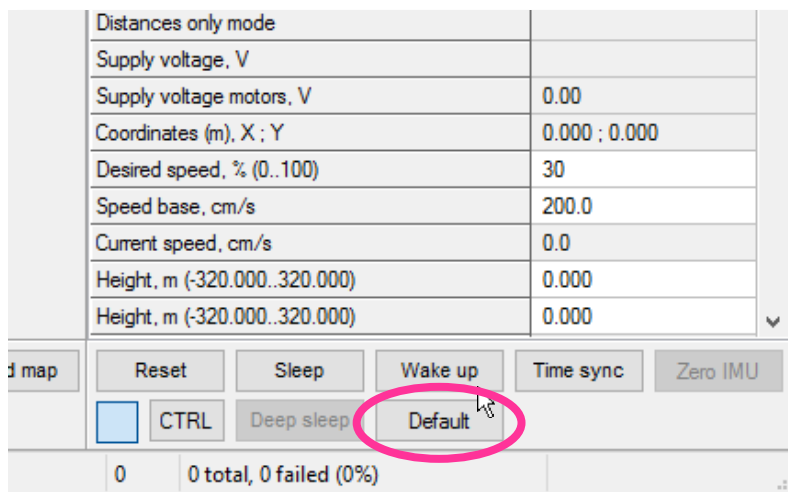 Distances only mode
Supply voltage, V
Supply voltage motors, V 0.00
Coordinates (m), X ; Y 0.000 ; 0.000
Desired speed, % (0..100) 30
Speed base, cm/s 200.0
Current speed, cm/s 0.0
Height, m (-320.000..320.000) 0.000
Height, m (-320.000..320.000) 0.000
d map Reset Sleep Wake up Time sync Zero IMU
CTRL Deep sleep Default
0 0 total, 0 failed (0%)